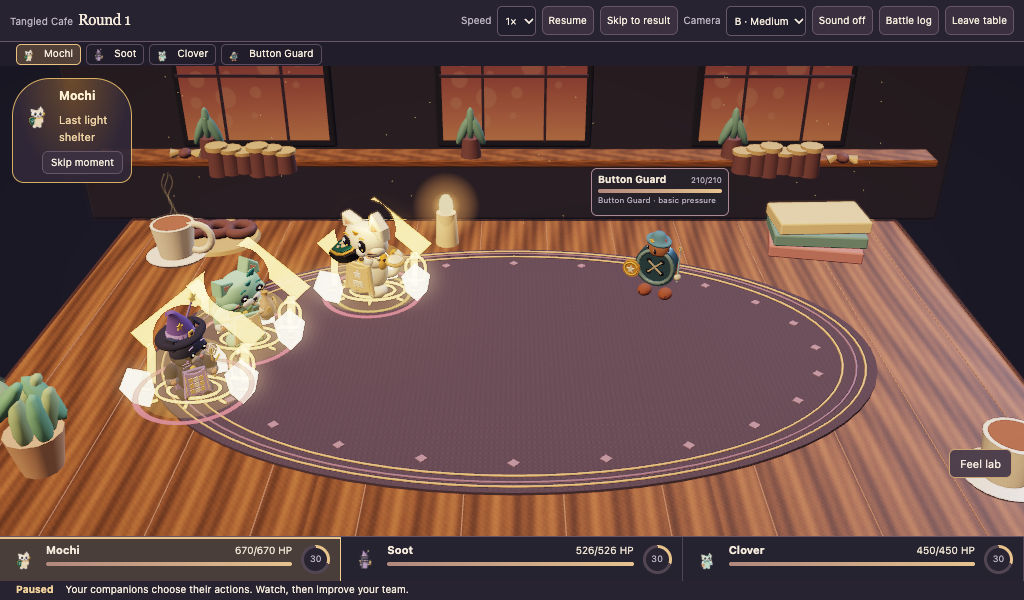 Tangled Cafe Round 1
Speed 1x Resume Skip to result Camera B · Medium Sound off Battle log Leave table
Mochi Soot Clover Button Guard
Mochi
Last light
shelter
Skip moment
Button Guard 210/210
Button Guard · basic pressure
Feel lab
Mochi 670/670 HP 30
Soot 526/526 HP 30
Clover 450/450 HP 30
Paused Your companions choose their actions. Watch, then improve your team.